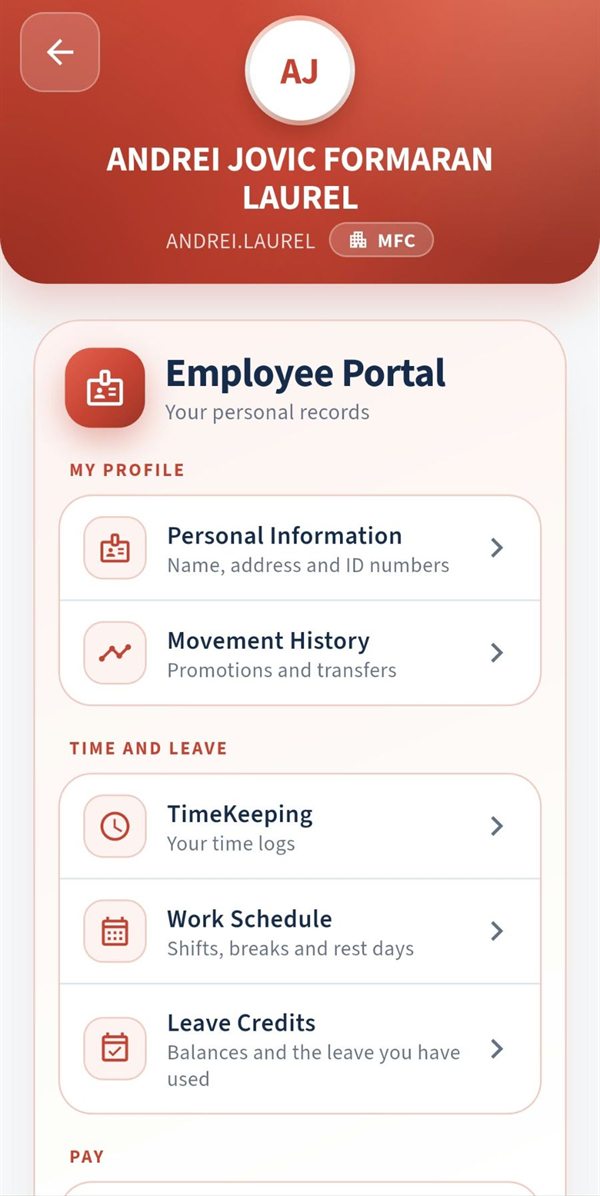 AJ
ANDREI JOVIC FORMARAN
LAUREL
ANDREI.LAUREL MFC
Employee Portal
Your personal records
MY PROFILE
Personal Information
Name, address and ID numbers
Movement History
Promotions and transfers
TIME AND LEAVE
TimeKeeping
Your time logs
Work Schedule
Shifts, breaks and rest days
Leave Credits
Balances and the leave you have
used
PAY